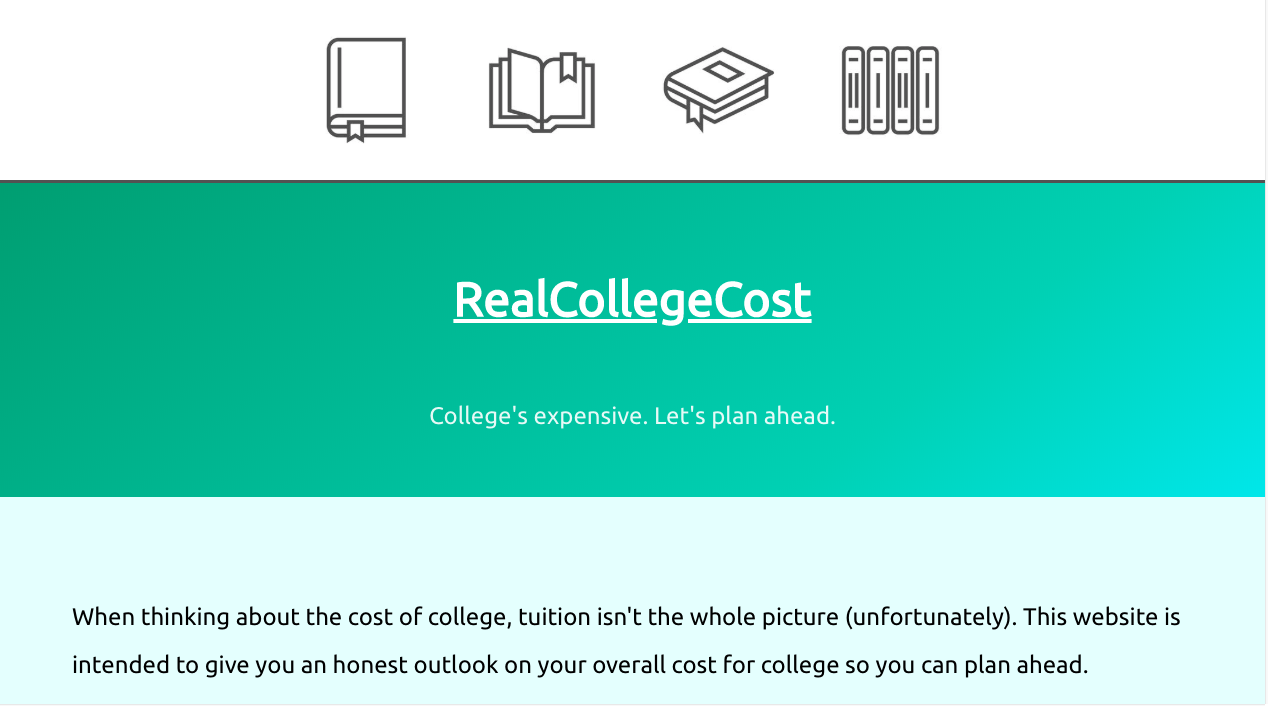 RealCollegeCost
College's expensive. Let's plan ahead.
When thinking about the cost of college, tuition isn't the whole picture (unfortunately). This website is
intended to give you an honest outlook on your overall cost for college so you can plan ahead.